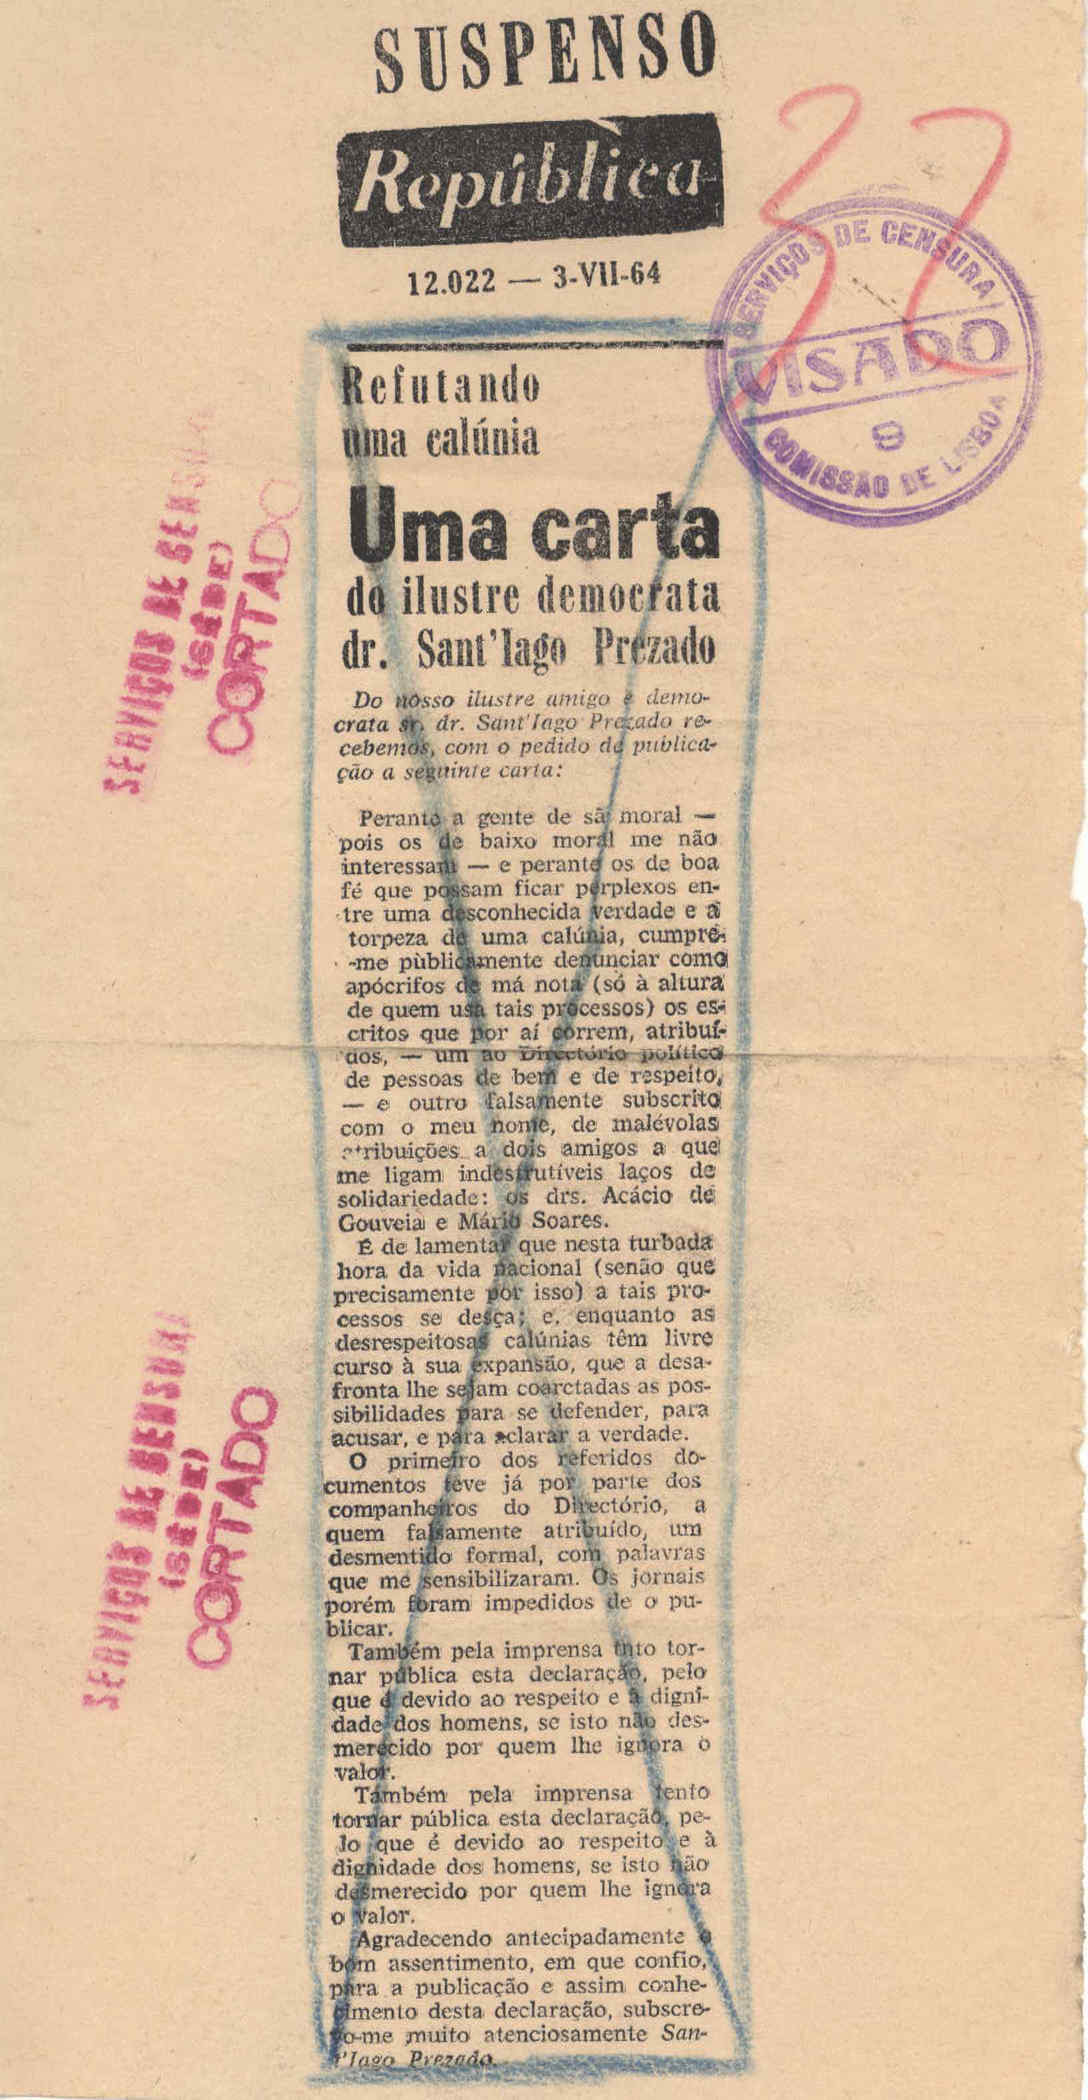 SUSPENSO
República
12.022 — 3-VII-64
37
SERVIÇOS DE CENSURA
VISADO
9
COMISSÃO DE LISBOA
Refutando
uma calúnia
Uma carta
do ilustre democrata
dr. Sant'Iago Prezado
SERVIÇOS DE CENSURA
(SÉDE)
CORTADO
Do nosso ilustre amigo e demo-
crata sr. dr. Sant'Iago Prezado re-
cebemos, com o pedido de publica-
ção a seguinte carta:
Perante a gente de sã moral —
pois os de baixo moral me não
interessam — e perante os de boa
fé que possam ficar perplexos en-
tre uma desconhecida verdade e a
torpeza de uma calúnia, cumpre-
-me pùblicamente denunciar como
apócrifos de má nota (só à altura
de quem usa tais processos) os es-
critos que por aí correm, atribuí-
dos, — um ao Directório político
de pessoas de bem e de respeito,
— e outro falsamente subscrito
com o meu nome, de malévolas
atribuições a dois amigos a que
me ligam indestrutíveis laços de
solidariedade: os drs. Acácio de
Gouveia e Mário Soares.
É de lamentar que nesta turbada
hora da vida nacional (senão que
precisamente por isso) a tais pro-
cessos se desça; e, enquanto as
desrespeitosas calúnias têm livre
curso à sua expansão, que a desa-
fronta lhe sejam coarctadas as pos-
sibilidades para se defender, para
acusar, e para aclarar a verdade.
O primeiro dos referidos do-
cumentos teve já por parte dos
companheiros do Directório, a
quem falsamente atribuído, um
desmentido formal, com palavras
que me sensibilizaram. Os jornais
porém foram impedidos de o pu-
blicar.
Também pela imprensa tnto tor-
nar pública esta declaração, pelo
que é devido ao respeito e à digni-
dade dos homens, se isto não des-
merecido por quem lhe ignora o
valor.
Também pela imprensa tento
tornar pública esta declaração, pe-
lo que é devido ao respeito e à
dignidade dos homens, se isto não
desmerecido por quem lhe ignora
o valor.
Agradecendo antecipadamente o
bom assentimento, em que confio,
para a publicação e assim conhe-
cimento desta declaração, subscre-
vo-me muito atenciosamente San-
t'Iago Prezado.
SERVIÇOS DE CENSURA
(SÉDE)
CORTADO